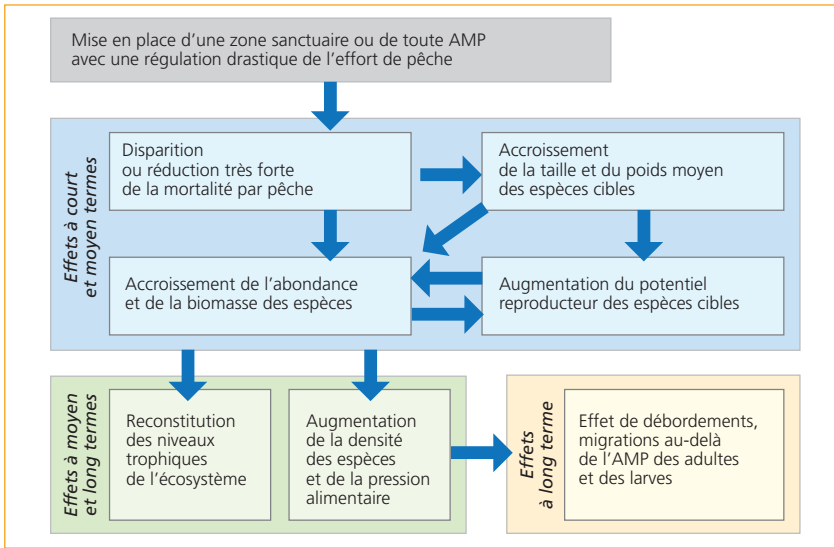 Mise en place d'une zone sanctuaire ou de toute AMP
avec une régulation drastique de l'effort de pêche
Effets à court
et moyen termes
Disparition
ou réduction très forte
de la mortalité par pêche
Accroissement
de la taille et du poids moyen
des espèces cibles
Accroissement de l'abondance
et de la biomasse des espèces
Augmentation du potentiel
reproducteur des espèces cibles
Effets à moyen
et long termes
Reconstitution
des niveaux
trophiques
de l'écosystème
Augmentation
de la densité
des espèces
et de la pression
alimentaire
Effets
à long terme
Effet de débordements,
migrations au-delà
de l'AMP des adultes
et des larves